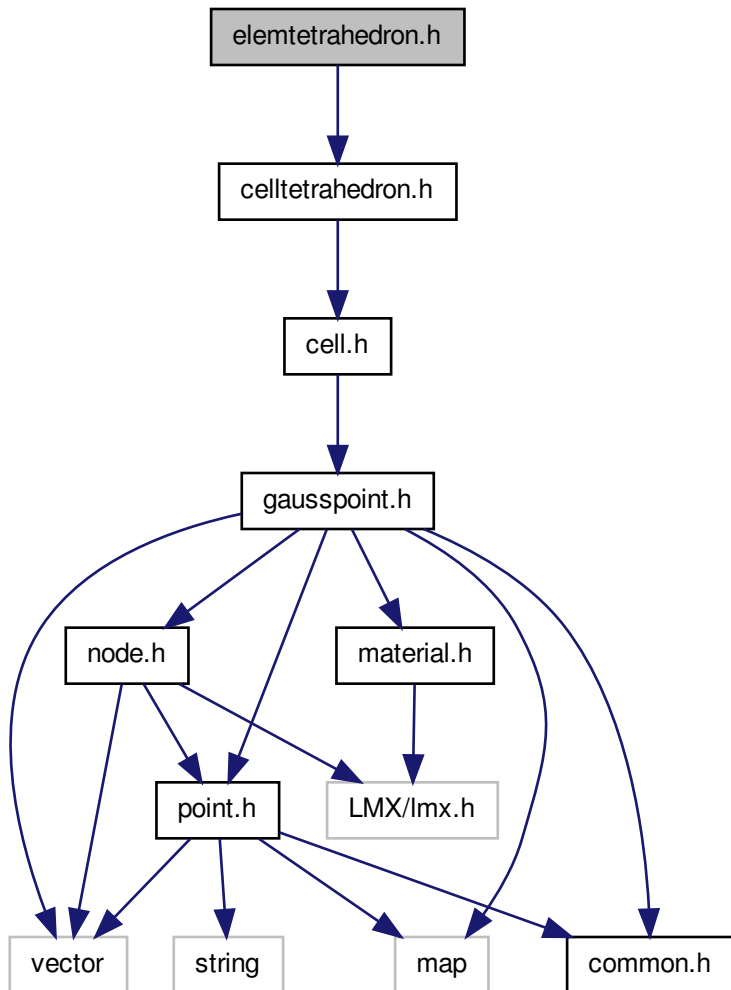 elemtetrahedron.h
celltetrahedron.h
cell.h
gausspoint.h
node.h
material.h
point.h
LMX/lmx.h
vector
string
map
common.h